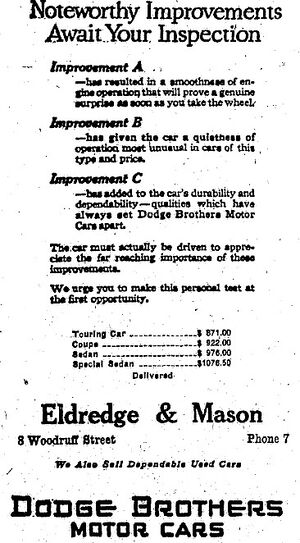 Noteworthy Improvements
Await Your Inspection
Improvement A
—has resulted in a smoothness of en-
gine operation that will prove a genuine
surprise as soon as you take the wheel.
Improvement B
—has given the car a quietness of
operation most unusual in cars of this
type and price.
Improvement C
—has added to the car's durability and
dependability—qualities which have
always set Dodge Brothers Motor
Cars apart.
The car must actually be driven to appre-
ciate the far reaching importance of these
improvements.
We urge you to make this personal test at
the first opportunity.
Touring Car ---------------$ 871.00
Coupe ---------------------$ 922.00
Sedan ---------------------$ 976.00
Special Sedan -------------$1076.50
Delivered
Eldredge & Mason
8 Woodruff Street Phone 7
We Also Sell Dependable Used Cars
DODGE BROTHERS
MOTOR CARS